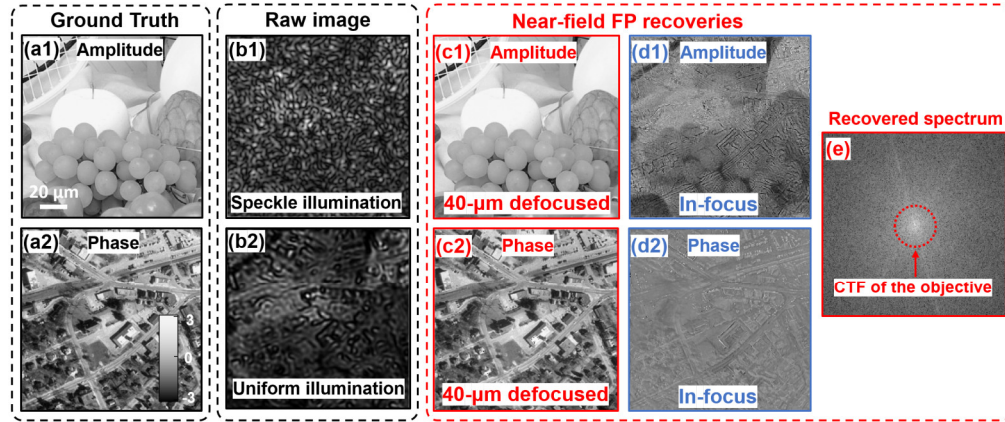 Ground Truth
Raw image
Near-field FP recoveries
(a1) Amplitude
20 μm
(b1)
Speckle illumination
(c1) Amplitude
40-μm defocused
(d1) Amplitude
In-focus
Recovered spectrum
(e)
CTF of the objective
(a2) Phase
3
0
-3
(b2)
Uniform illumination
(c2) Phase
40-μm defocused
(d2) Phase
In-focus